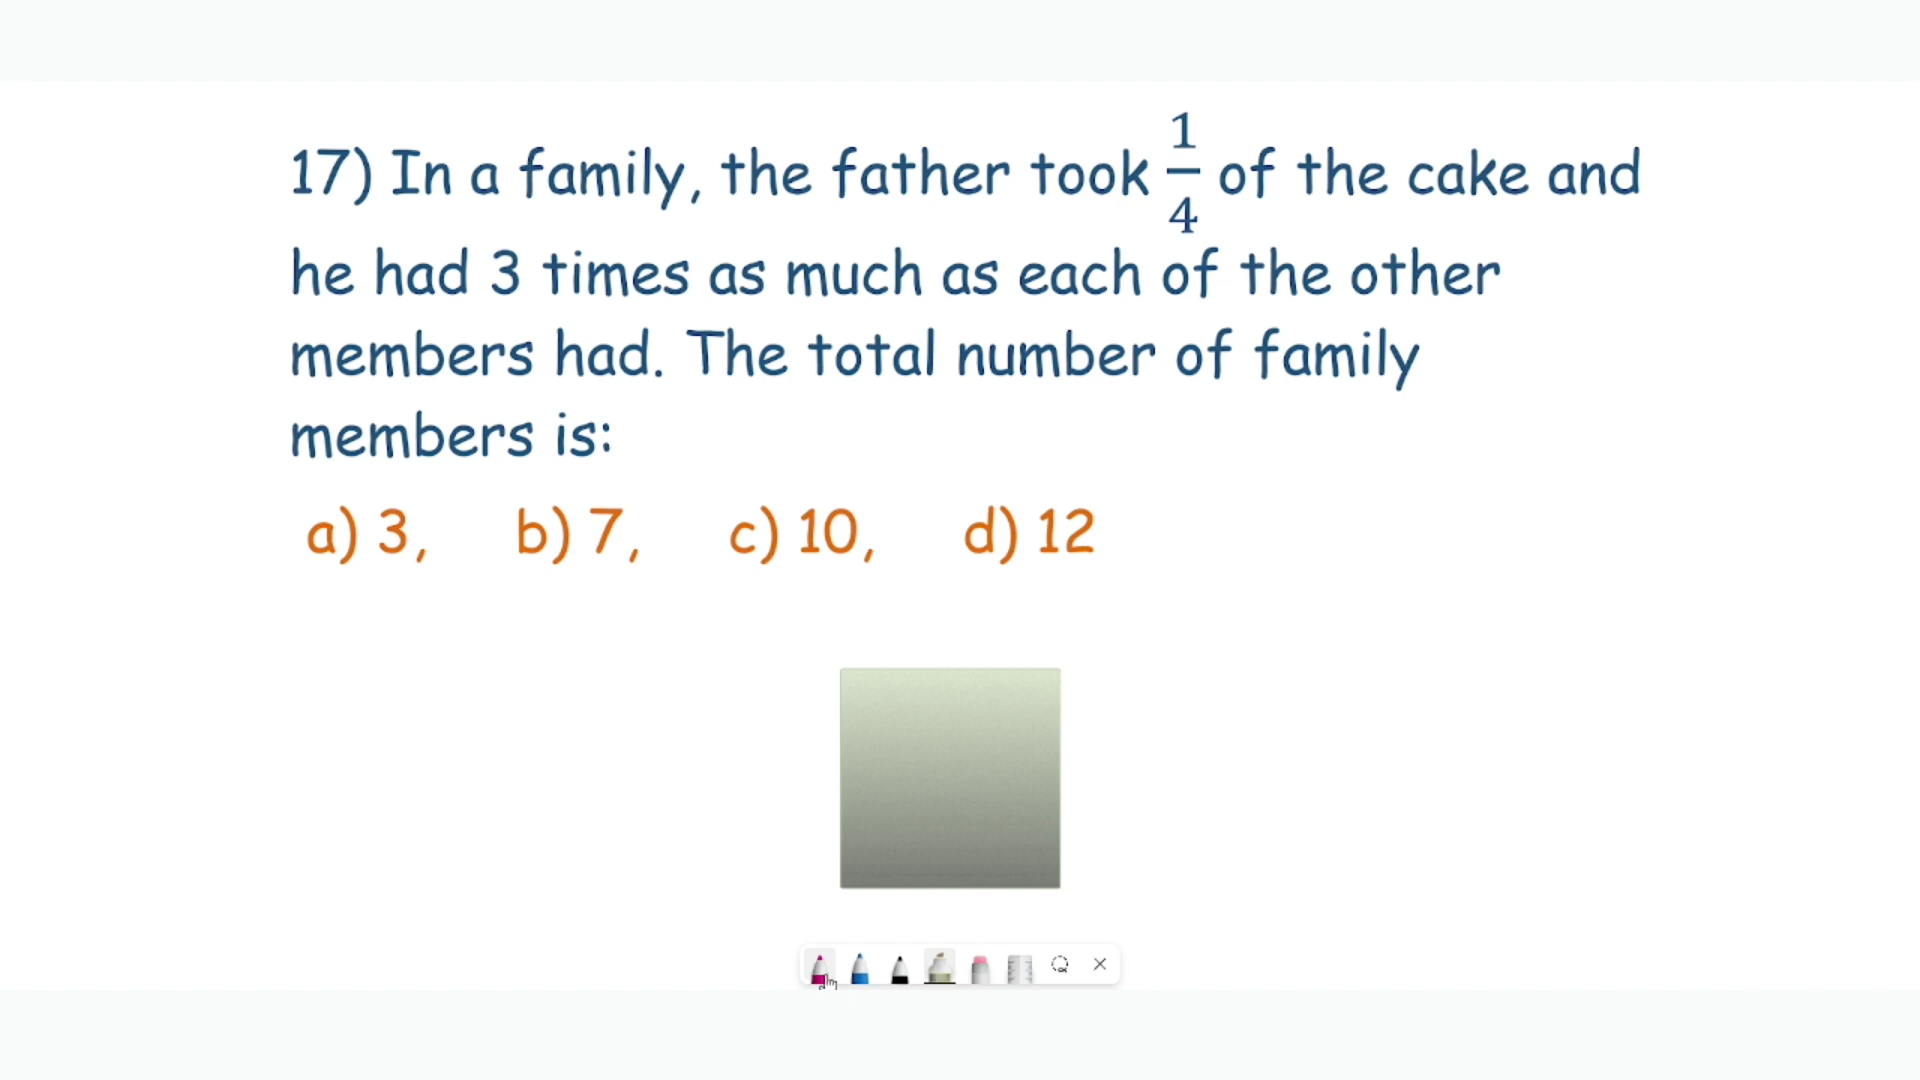 17) In a family, the father took 1/4 of the cake and
he had 3 times as much as each of the other
members had. The total number of family
members is:
a) 3, b) 7, c) 10, d) 12